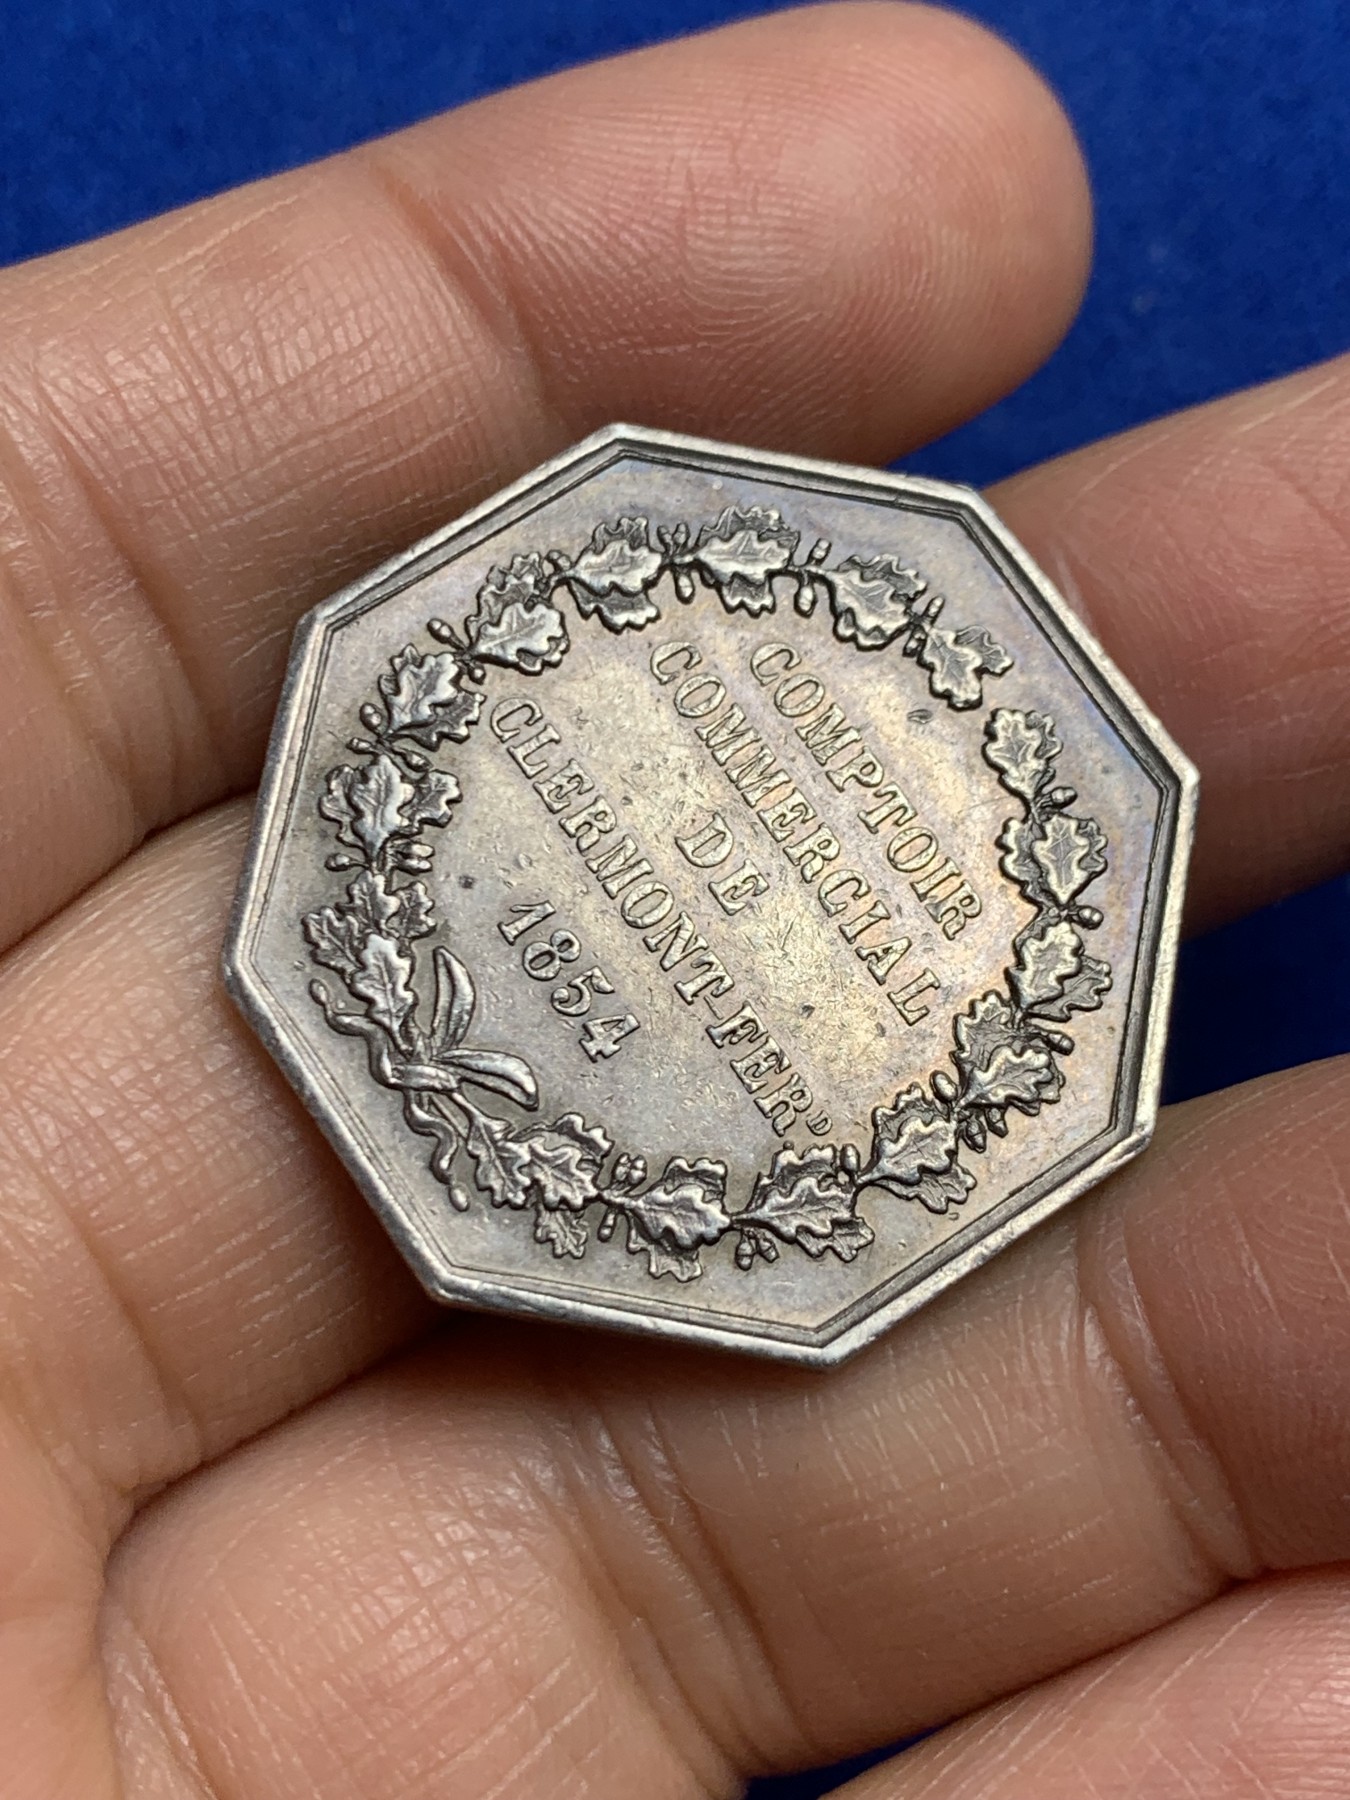 COMPTOIR
COMMERCIAL
DE
CLERMONT-FERD
1854